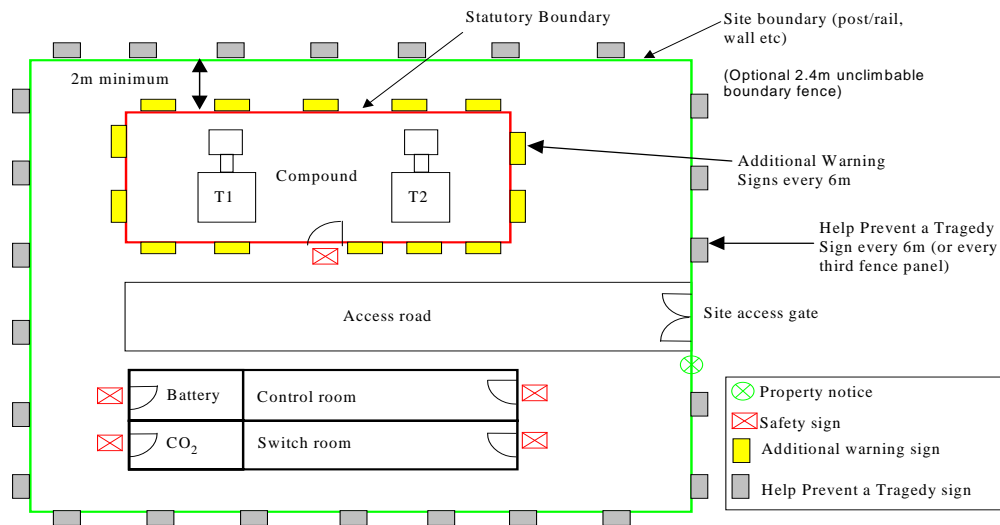 Statutory Boundary
Site boundary (post/rail,
wall etc)
2m minimum
(Optional 2.4m unclimbable
boundary fence)
Compound
T1
T2
Additional Warning
Signs every 6m
Help Prevent a Tragedy
Sign every 6m (or every
third fence panel)
Access road
Site access gate
Battery
Control room
CO2
Switch room
Property notice
Safety sign
Additional warning sign
Help Prevent a Tragedy sign